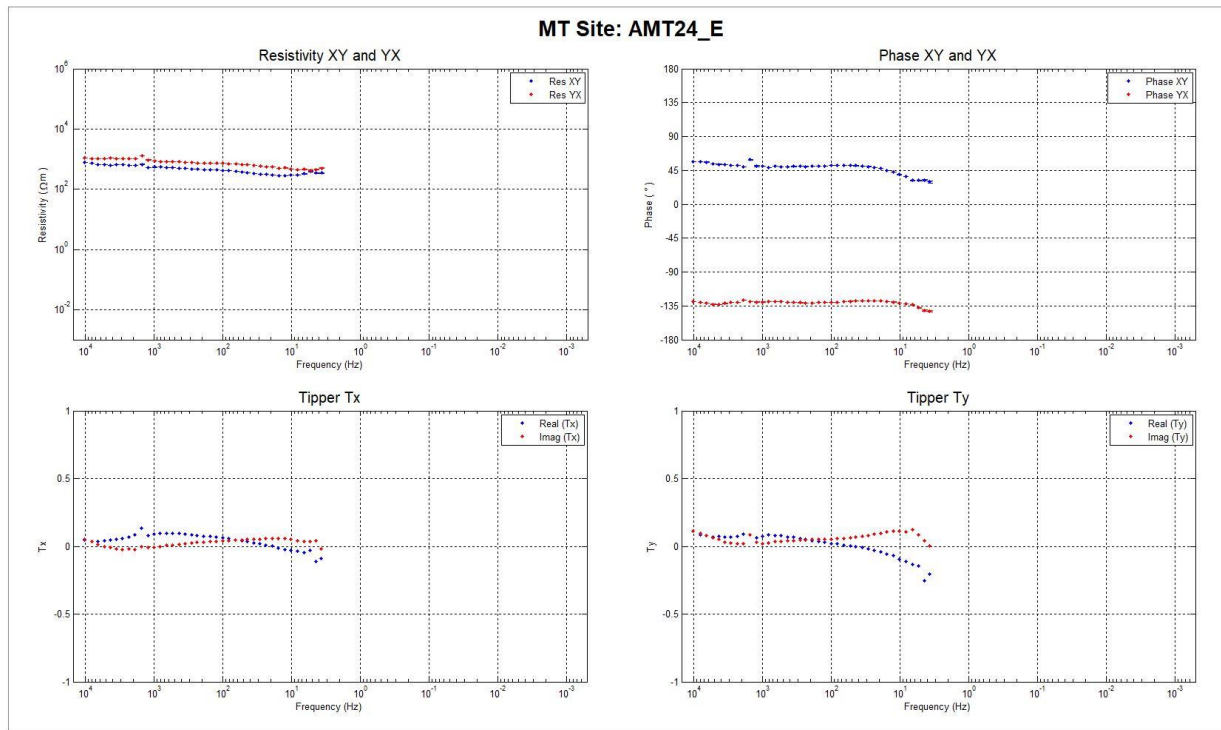 MT Site: AMT24_E
Resistivity XY and YX
Res XY
Res YX
10^6
10^4
10^2
10^0
10^-2
Resistivity (Ωm)
10^4 10^3 10^2 10^1 10^0 10^-1 10^-2 10^-3
Frequency (Hz)
Phase XY and YX
Phase XY
Phase YX
180
135
90
45
0
-45
-90
-135
-180
Phase (°)
10^4 10^3 10^2 10^1 10^0 10^-1 10^-2 10^-3
Frequency (Hz)
Tipper Tx
Real (Tx)
Imag (Tx)
1
0.5
0
-0.5
-1
Tx
10^4 10^3 10^2 10^1 10^0 10^-1 10^-2 10^-3
Frequency (Hz)
Tipper Ty
Real (Ty)
Imag (Ty)
1
0.5
0
-0.5
-1
Ty
10^4 10^3 10^2 10^1 10^0 10^-1 10^-2 10^-3
Frequency (Hz)